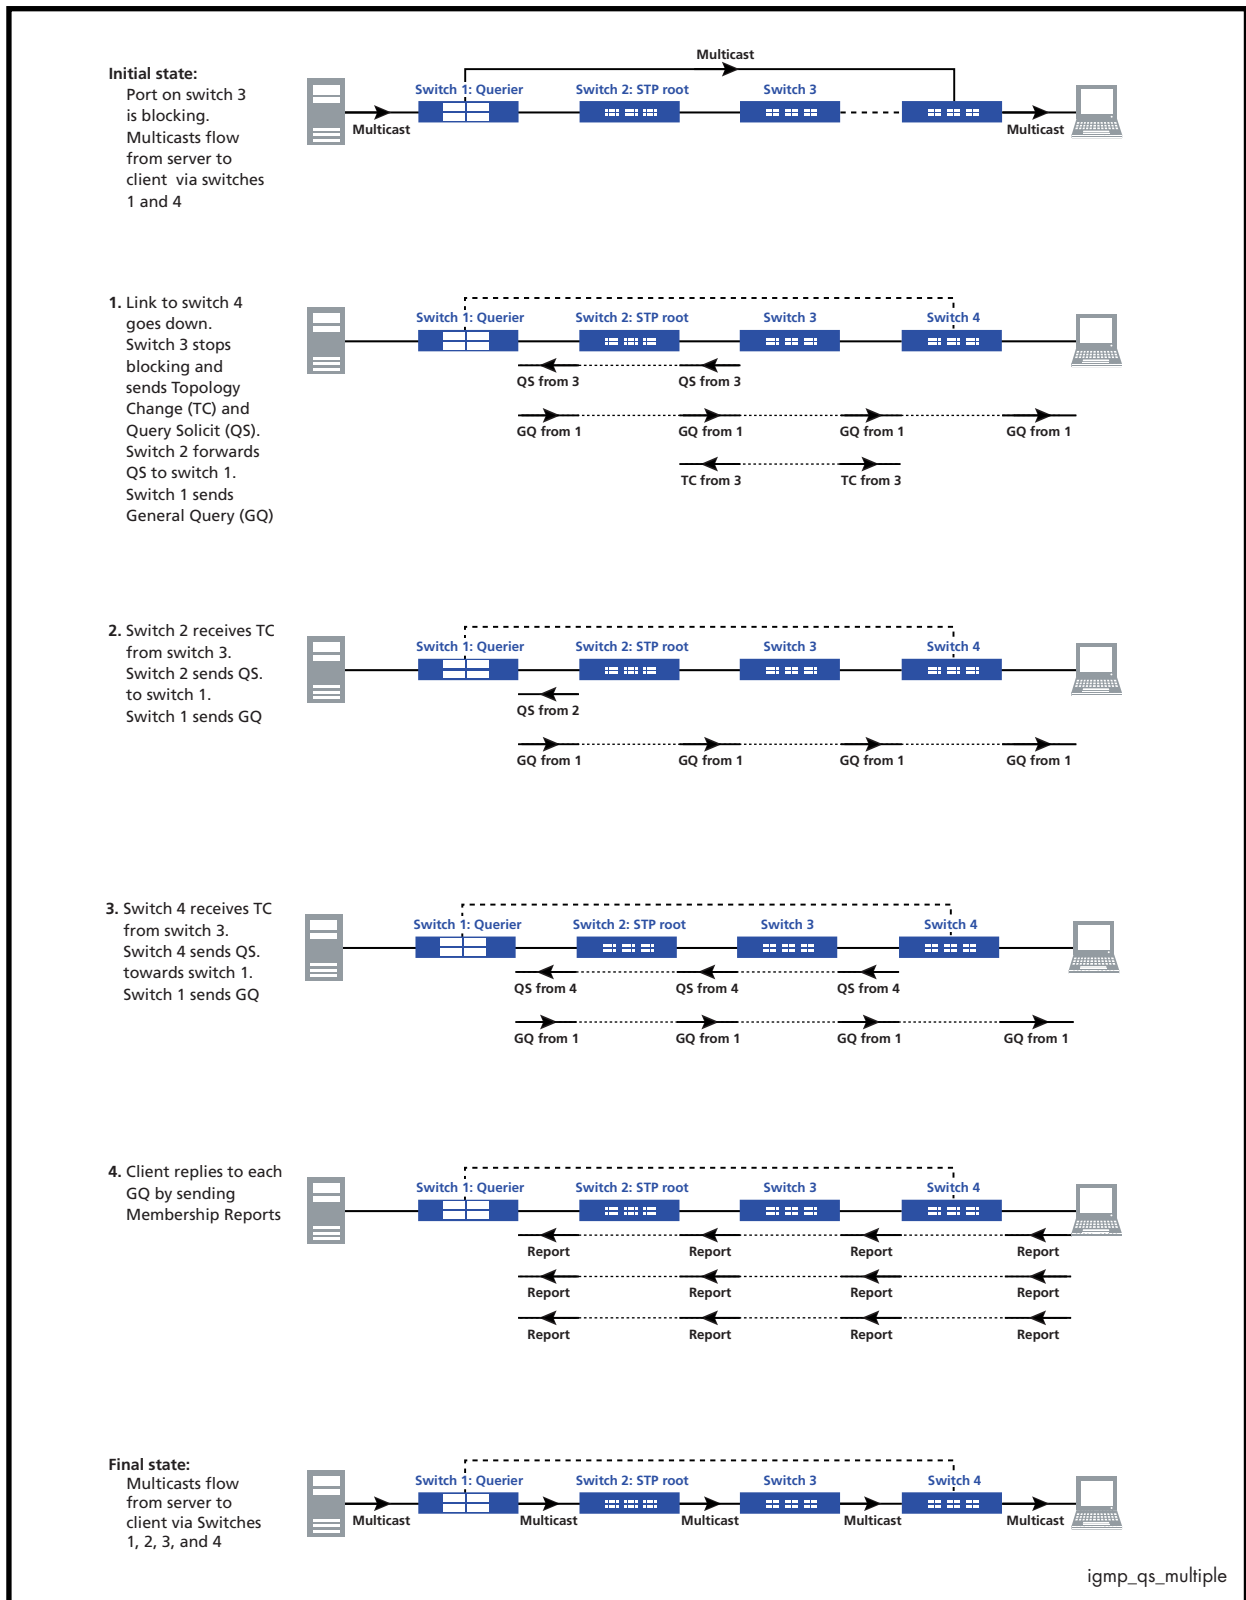 Multicast
Initial state:
Port on switch 3
is blocking.
Multicasts flow
from server to
client  via switches
1 and 4
Switch 1: Querier
Switch 2: STP root
Switch 3
Multicast
Multicast
1. Link to switch 4
goes down.
Switch 3 stops
blocking and
sends Topology
Change (TC) and
Query Solicit (QS).
Switch 2 forwards
QS to switch 1.
Switch 1 sends
General Query (GQ)
Switch 1: Querier
Switch 2: STP root
Switch 3
Switch 4
QS from 3
QS from 3
GQ from 1
GQ from 1
GQ from 1
GQ from 1
TC from 3
TC from 3
2. Switch 2 receives TC
from switch 3.
Switch 2 sends QS.
to switch 1.
Switch 1 sends GQ
Switch 1: Querier
Switch 2: STP root
Switch 3
Switch 4
QS from 2
GQ from 1
GQ from 1
GQ from 1
GQ from 1
3. Switch 4 receives TC
from switch 3.
Switch 4 sends QS.
towards switch 1.
Switch 1 sends GQ
Switch 1: Querier
Switch 2: STP root
Switch 3
Switch 4
QS from 4
QS from 4
QS from 4
GQ from 1
GQ from 1
GQ from 1
GQ from 1
4. Client replies to each
GQ by sending
Membership Reports
Switch 1: Querier
Switch 2: STP root
Switch 3
Switch 4
Report
Report
Report
Report
Report
Report
Report
Report
Report
Report
Report
Report
Final state:
Multicasts flow
from server to
client via Switches
1, 2, 3, and 4
Switch 1: Querier
Switch 2: STP root
Switch 3
Switch 4
Multicast
Multicast
Multicast
Multicast
Multicast
igmp_qs_multiple